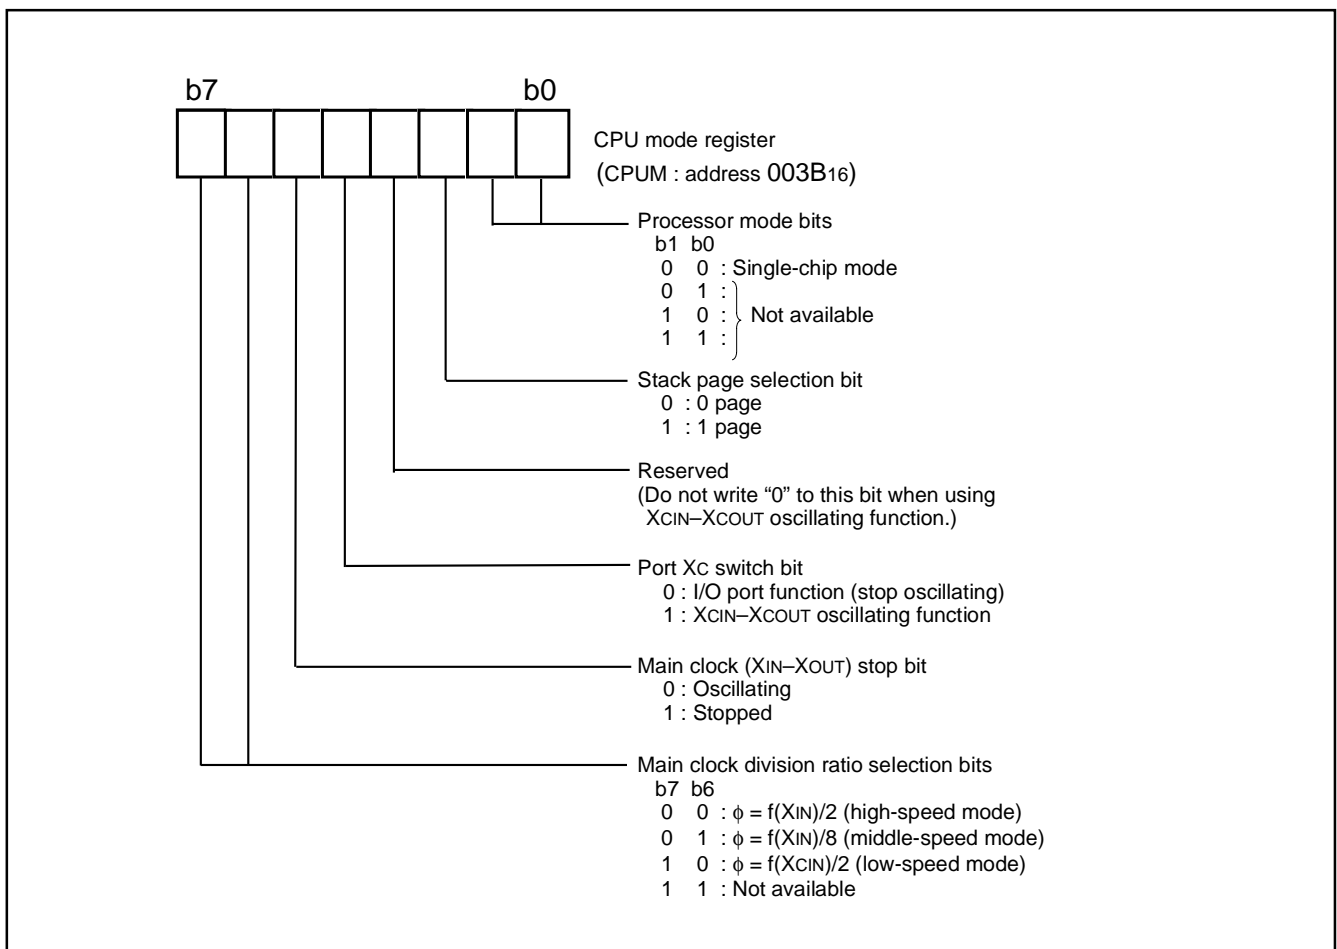 b7 b0
CPU mode register
(CPUM : address 003B16)
Processor mode bits
b1 b0
0 0 : Single-chip mode
0 1 :
1 0 : Not available
1 1 :
Stack page selection bit
0 : 0 page
1 : 1 page
Reserved
(Do not write “0” to this bit when using
XCIN–XCOUT oscillating function.)
Port XC switch bit
0 : I/O port function (stop oscillating)
1 : XCIN–XCOUT oscillating function
Main clock (XIN–XOUT) stop bit
0 : Oscillating
1 : Stopped
Main clock division ratio selection bits
b7 b6
0 0 : ϕ = f(XIN)/2 (high-speed mode)
0 1 : ϕ = f(XIN)/8 (middle-speed mode)
1 0 : ϕ = f(XCIN)/2 (low-speed mode)
1 1 : Not available